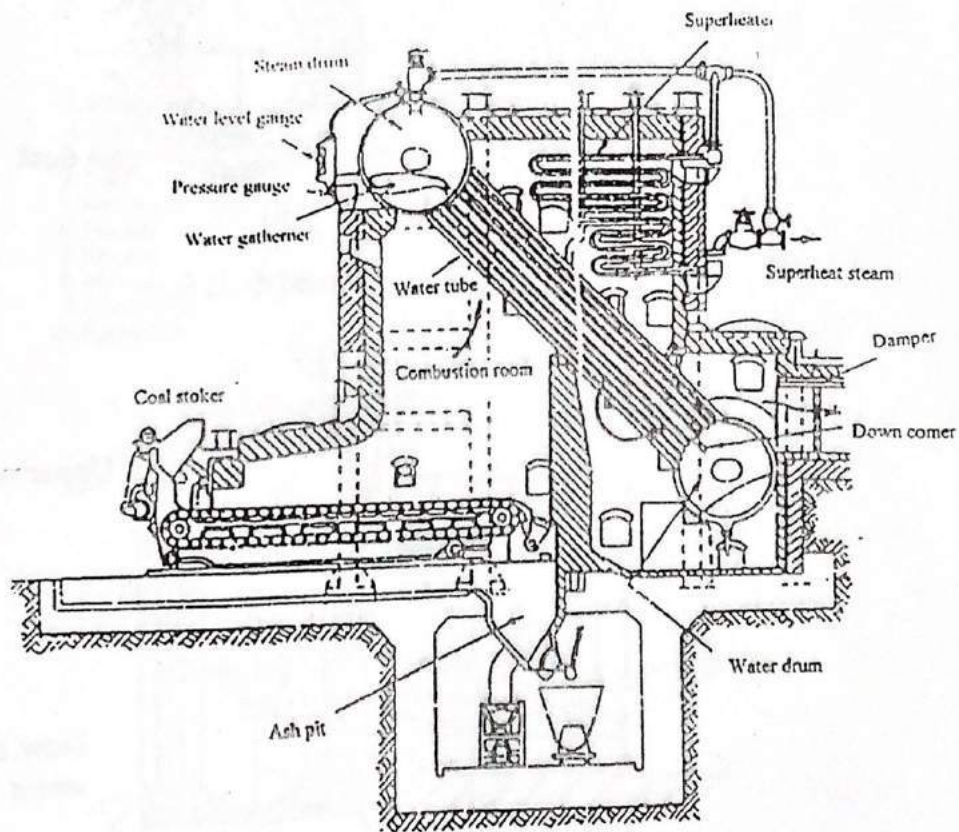 Superheater
Steam drum
Water level gauge
Pressure gauge
Water gatherner
Water tube
Superheat steam
Damper
Combustion room
Coal stoker
Down comer
Water drum
Ash pit